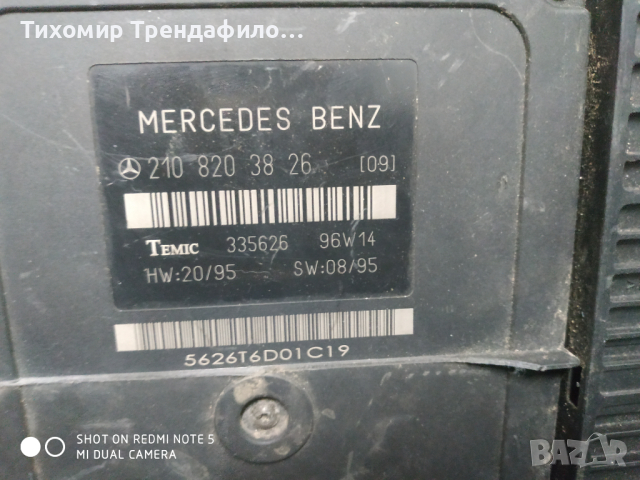 Тихомир Трендафило...
MERCEDES BENZ
210 820 38 26 [09]
TEMIC 335626 96W14
HW:20/95 SW:08/95
5626T6D01C19
SHOT ON REDMI NOTE 5
MI DUAL CAMERA
BAZAR